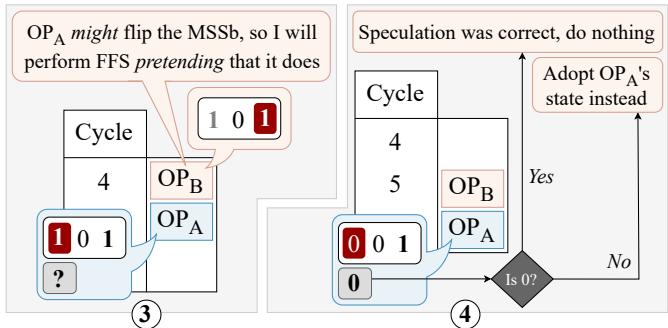 OPA might flip the MSSb, so I will
perform FFS pretending that it does
1 0 1
Cycle
4
OPB
OPA
1 0 1
?
3
Speculation was correct, do nothing
Adopt OPA's
state instead
Cycle
4
5
OPB
OPA
0 0 1
0
Is 0?
Yes
No
4